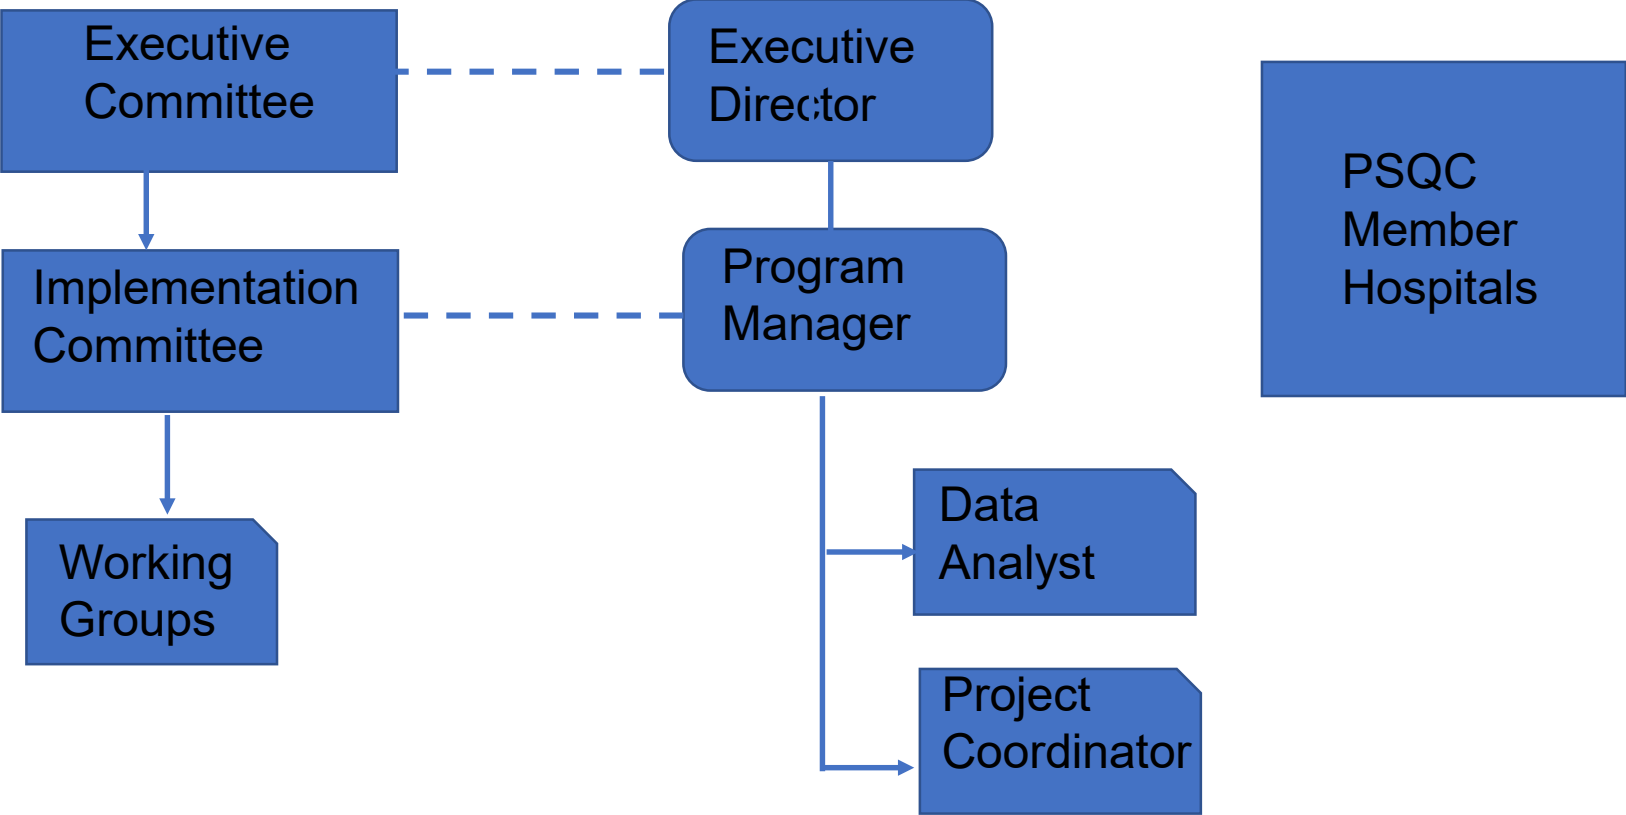 Executive
Committee
Executive
Director
PSQC
Member
Hospitals
Implementation
Committee
Program
Manager
Data
Analyst
Working
Groups
Project
Coordinator